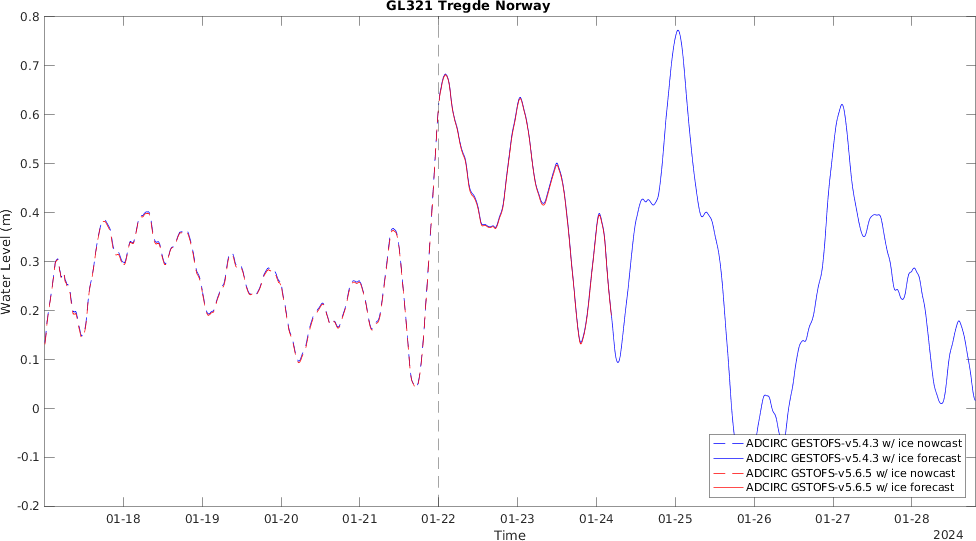 GL321 Tregde Norway
0.8
0.7
0.6
0.5
0.4
0.3
0.2
0.1
0
-0.1
-0.2
Water Level (m)
ADCIRC GESTOFS-v5.4.3 w/ ice nowcast
ADCIRC GESTOFS-v5.4.3 w/ ice forecast
ADCIRC GSTOFS-v5.6.5 w/ ice nowcast
ADCIRC GSTOFS-v5.6.5 w/ ice forecast
01-18 01-19 01-20 01-21 01-22 01-23 01-24 01-25 01-26 01-27 01-28
Time
2024